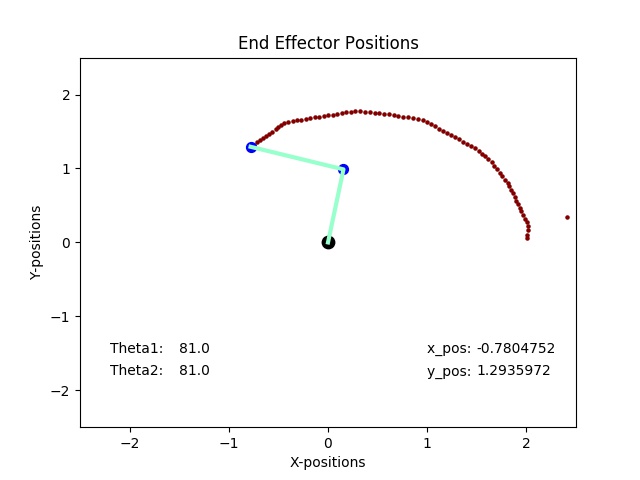 End Effector Positions
2
1
0
−1
−2
Y-positions
Theta1: 81.0
x_pos: -0.7804752
Theta2: 81.0
y_pos: 1.2935972
−2 −1 0 1 2
X-positions